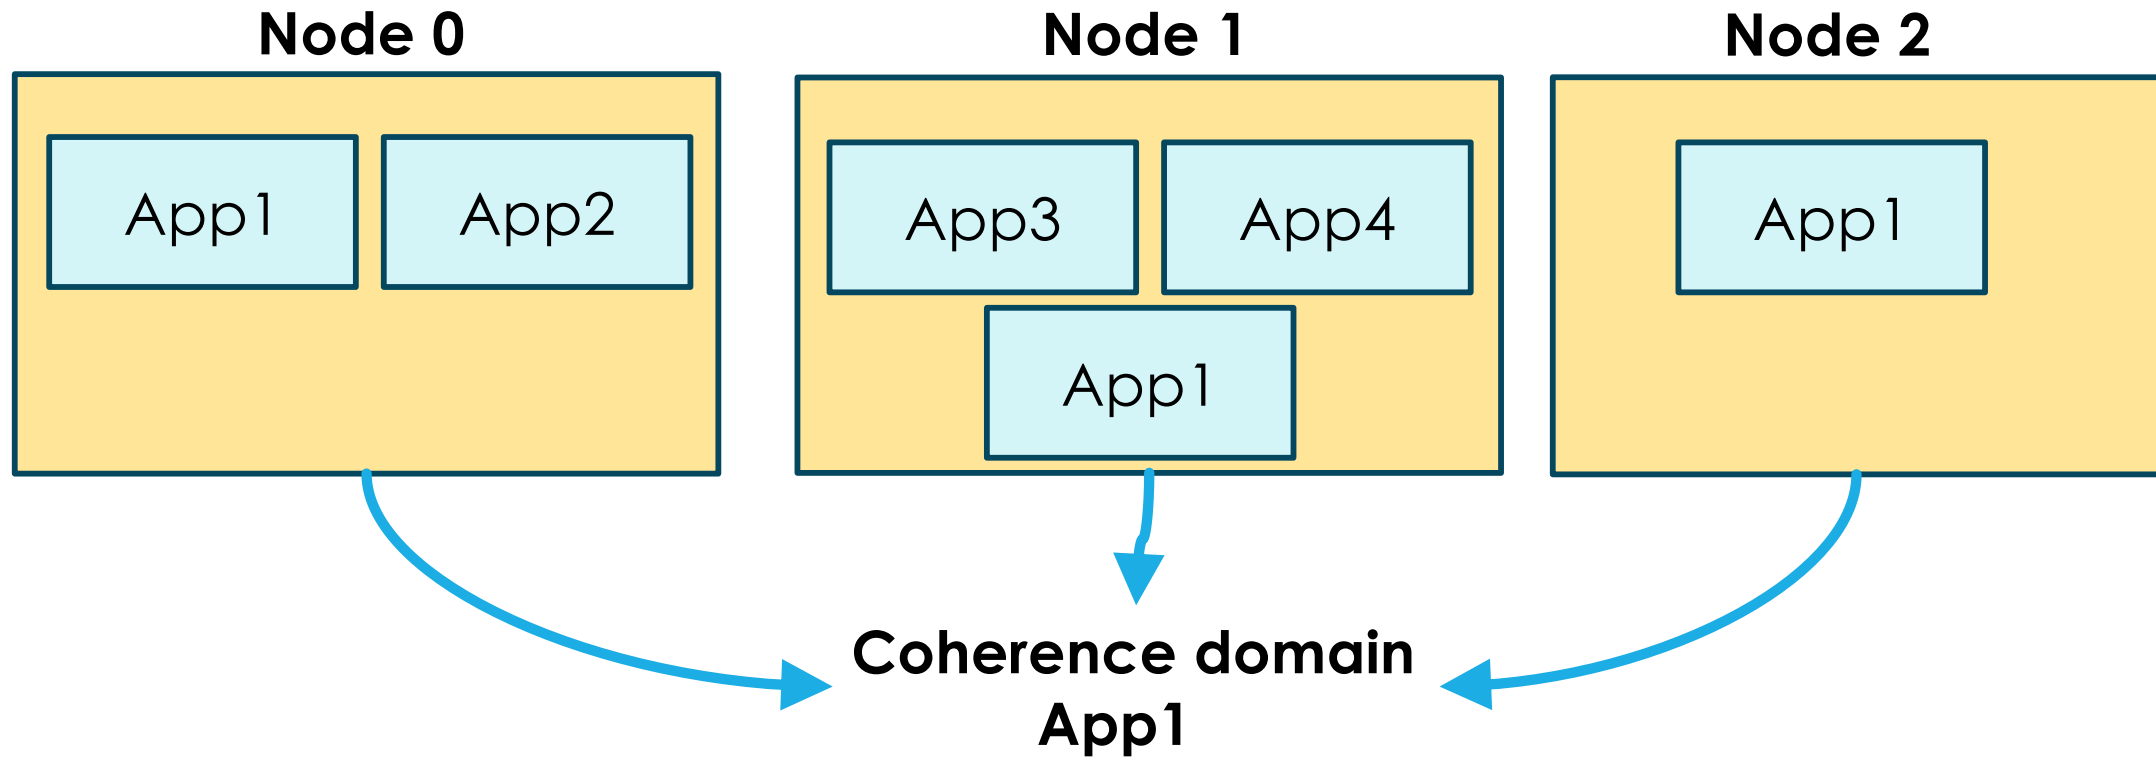 Node 0
Node 1
Node 2
App1
App2
App3
App4
App1
App1
Coherence domain
App1